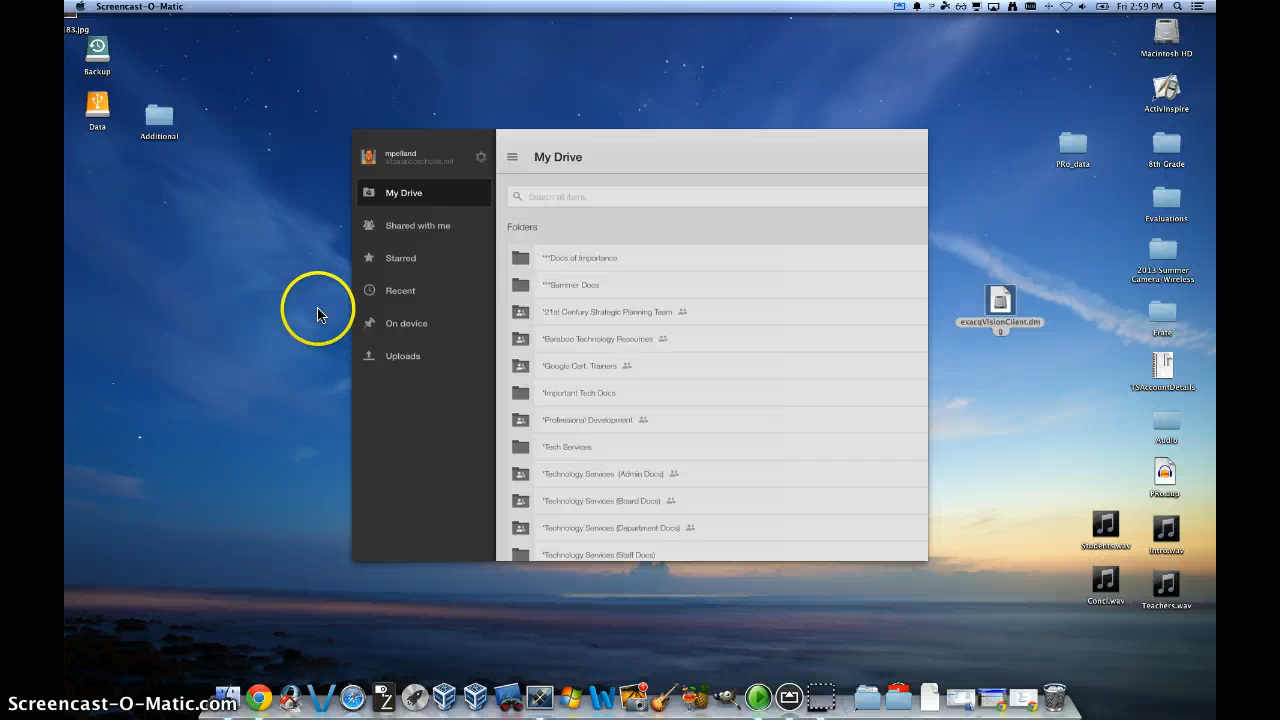 Screencast-O-Matic
Fri 2:59 PM
83.jpg
Backup
Data
Additional
mpelland
My Drive
Shared with me
Starred
Recent
On device
Uploads
My Drive
Search all items
Folders
***Docs of Importance
***Summer Docs
*21st Century Strategic Planning Team
*Baraboo Technology Resources
*Google Cert. Trainers
*Important Tech Docs
*Professional Development
*Tech Services
*Technology Services (Admin Docs)
*Technology Services (Board Docs)
*Technology Services (Department Docs)
*Technology Services (Staff Docs)
Macintosh HD
ActivInspire
PRo_data
8th Grade
Evaluations
2013 Summer
Camera-Wireless
exacqVisionClient.dm
g
Erate
TSAccountDetails
Audio
PRo.aup
Students.wav
Intro.wav
Concl.wav
Teachers.wav
Screencast-O-Matic.com